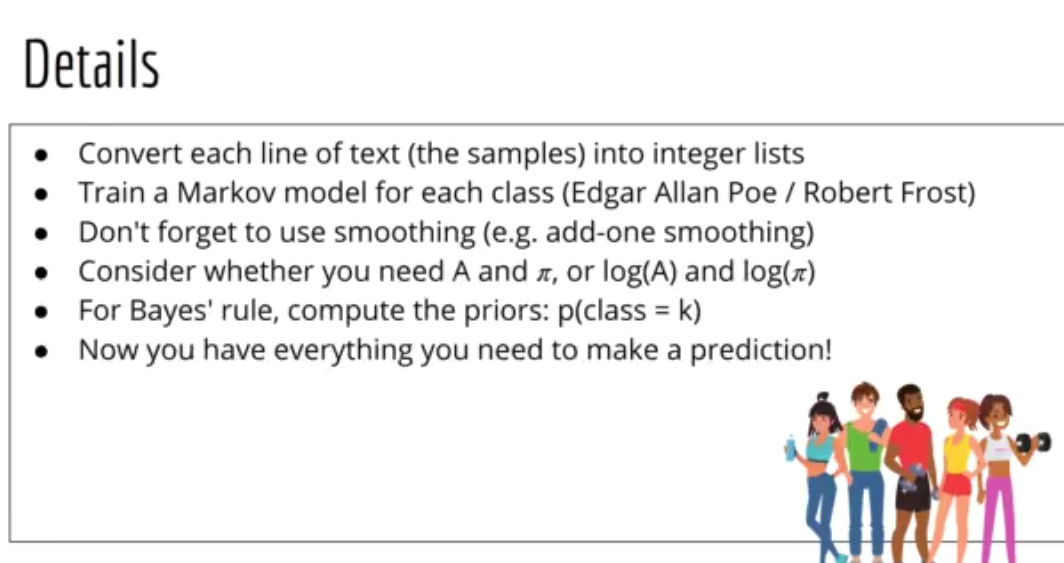 Details
● Convert each line of text (the samples) into integer lists
● Train a Markov model for each class (Edgar Allan Poe / Robert Frost)
● Don't forget to use smoothing (e.g. add-one smoothing)
● Consider whether you need A and π, or log(A) and log(π)
● For Bayes' rule, compute the priors: p(class = k)
● Now you have everything you need to make a prediction!